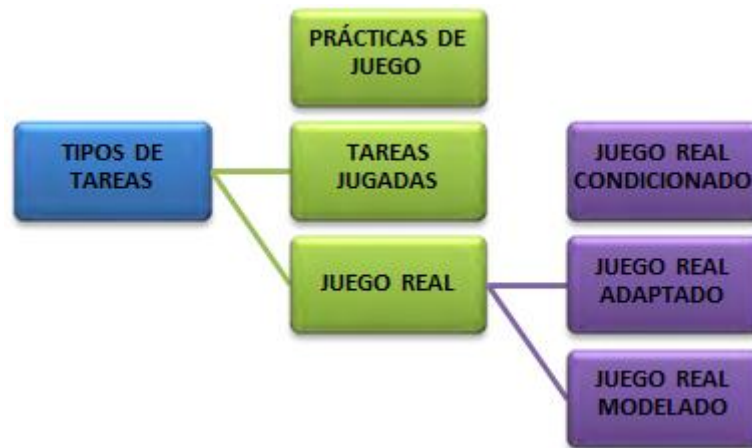 PRÁCTICAS DE
JUEGO
TIPOS DE
TAREAS
TAREAS
JUGADAS
JUEGO REAL
CONDICIONADO
JUEGO REAL
JUEGO REAL
ADAPTADO
JUEGO REAL
MODELADO